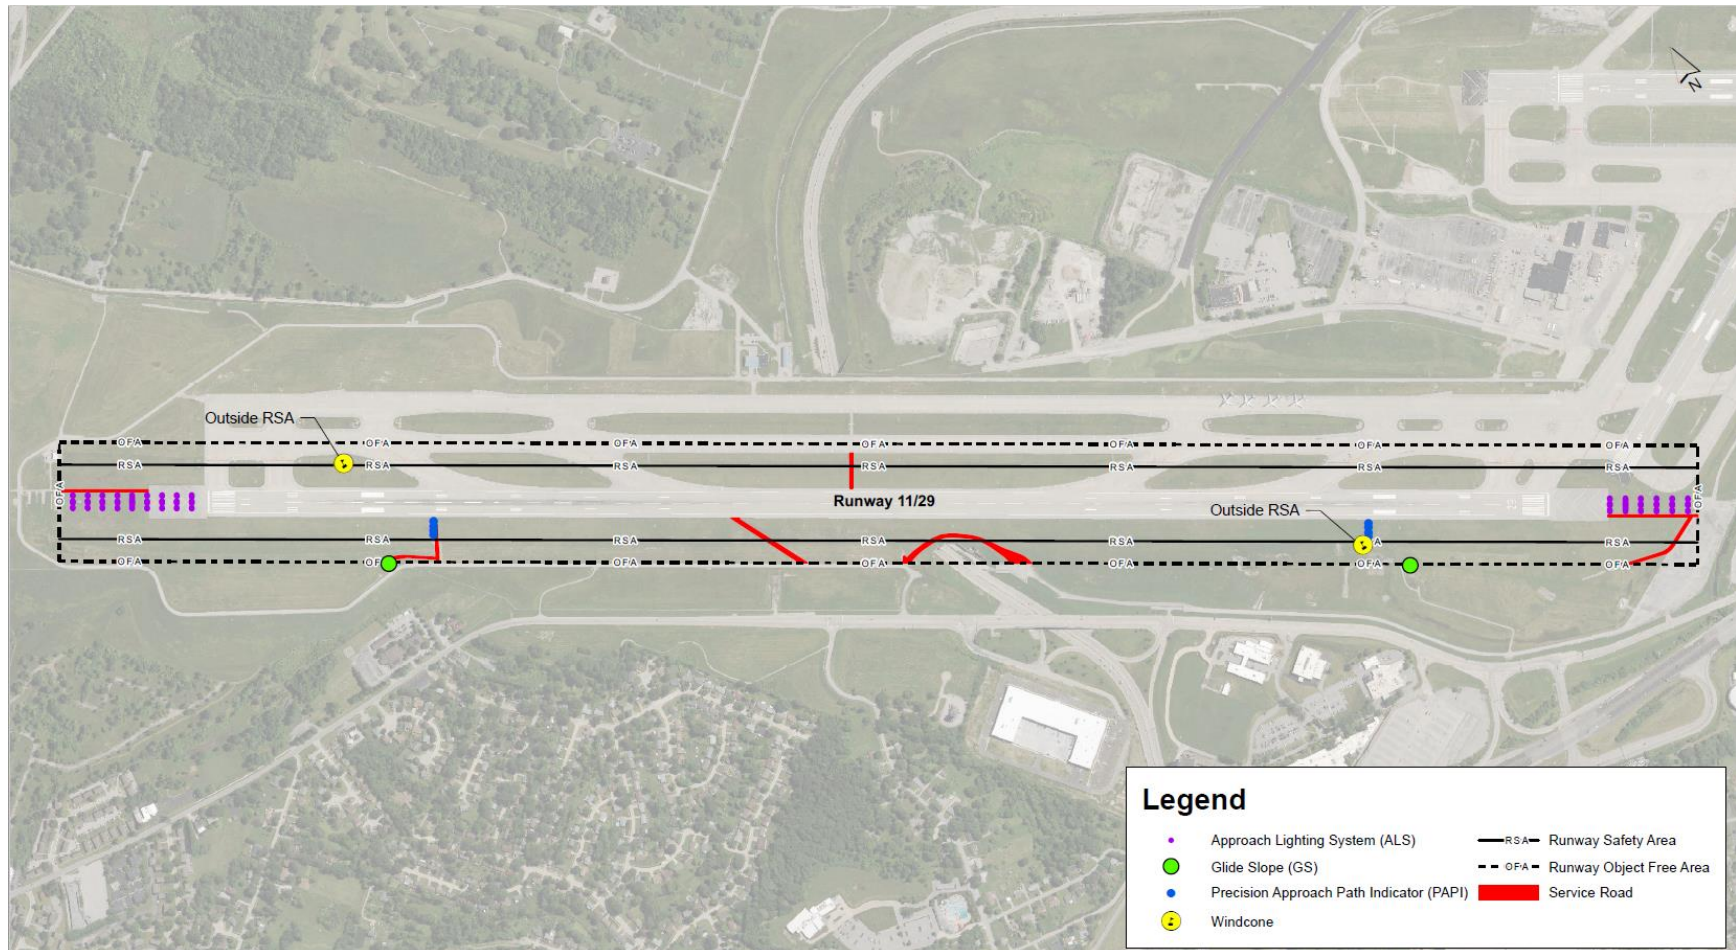 N
Outside RSA
OFA OFA OFA OFA OFA OFA OFA
RSA RSA RSA RSA RSA RSA RSA
OFA OFA
Runway 11/29
Outside RSA
RSA RSA RSA RSA RSA A RSA
OFA OFA OFA OFA OFA OFA OFA
Legend
Approach Lighting System (ALS) RSA Runway Safety Area
Glide Slope (GS) OFA Runway Object Free Area
Precision Approach Path Indicator (PAPI) Service Road
Windcone